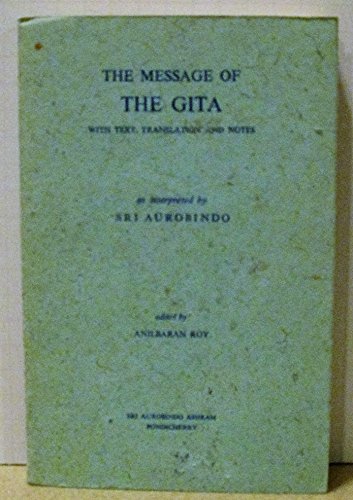 THE MESSAGE OF
THE GITA
WITH TEXT, TRANSLATION AND NOTES
as interpreted by
SRI AUROBINDO
edited by
ANILBARAN ROY
SRI AUROBINDO ASHRAM
PONDICHERRY